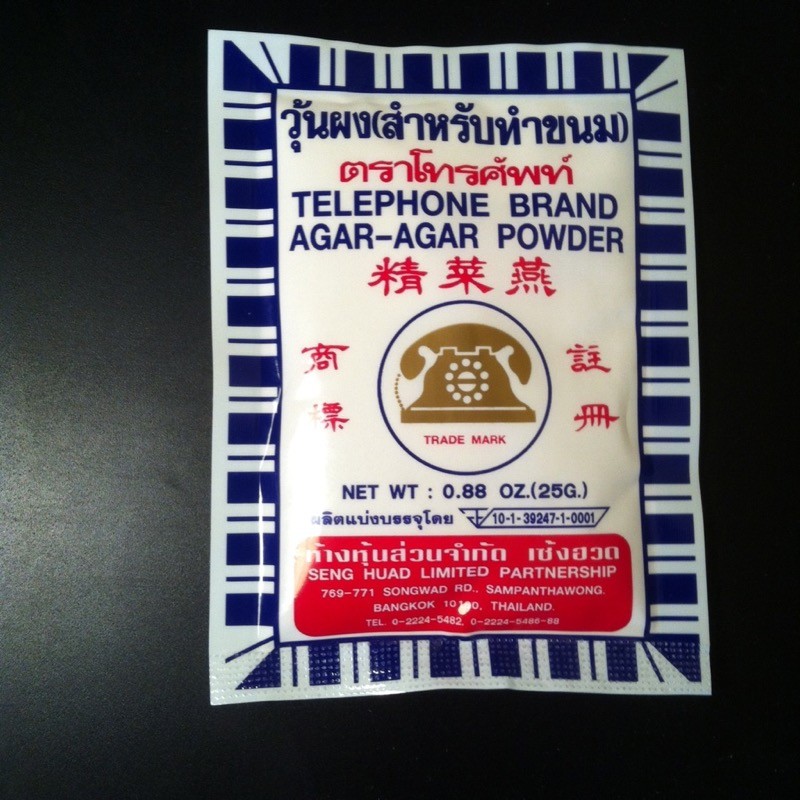 วุ้นผง(สำหรับทำขนม)
ตราโทรศัพท์
TELEPHONE BRAND
AGAR-AGAR POWDER
精菜燕
商標
註冊
TRADE MARK
NET WT : 0.88 OZ.(25G.)
ผลิตแบ่งบรรจุโดย 10-1-39247-1-0001
ห้างหุ้นส่วนจำกัด เซ้งฮวด
SENG HUAD LIMITED PARTNERSHIP
769-771 SONGWAD RD., SAMPANTHAWONG.
BANGKOK THAILAND.
TEL. 0-2224-5482, 0-2224-5486-88